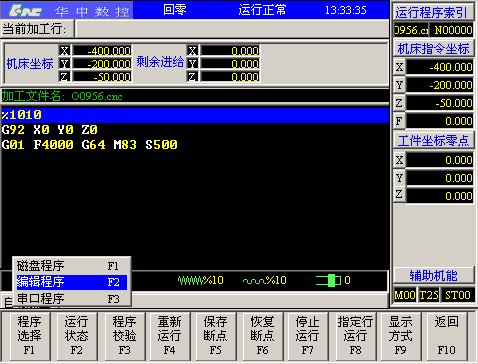 CNC 华中数控 回零 运行正常 13:33:35 运行程序索引
当前加工行: O956.cn N00000
机床坐标 X -400.000 剩余进给 X 0.000 机床指令坐标
Y -200.000 Y 0.000 X -400.000
Z -50.000 Z 0.000 Y -200.000
加工文件名: O0956.cnc Z -50.000
%1010 F 0.000
G92 X0 Y0 Z0 工件坐标零点
G01 F4000 G64 M83 S500 X 0.000
Y 0.000
Z 0.000
磁盘程序 F1 辅助机能
编辑程序 F2 %10 %10 0
串口程序 F3 M00 T25 ST00
程序选择 F1
运行状态 F2
程序校验 F3
重新运行 F4
保存断点 F5
恢复断点 F6
停止运行 F7
指定行运行 F8
显示方式 F9
返回 F10